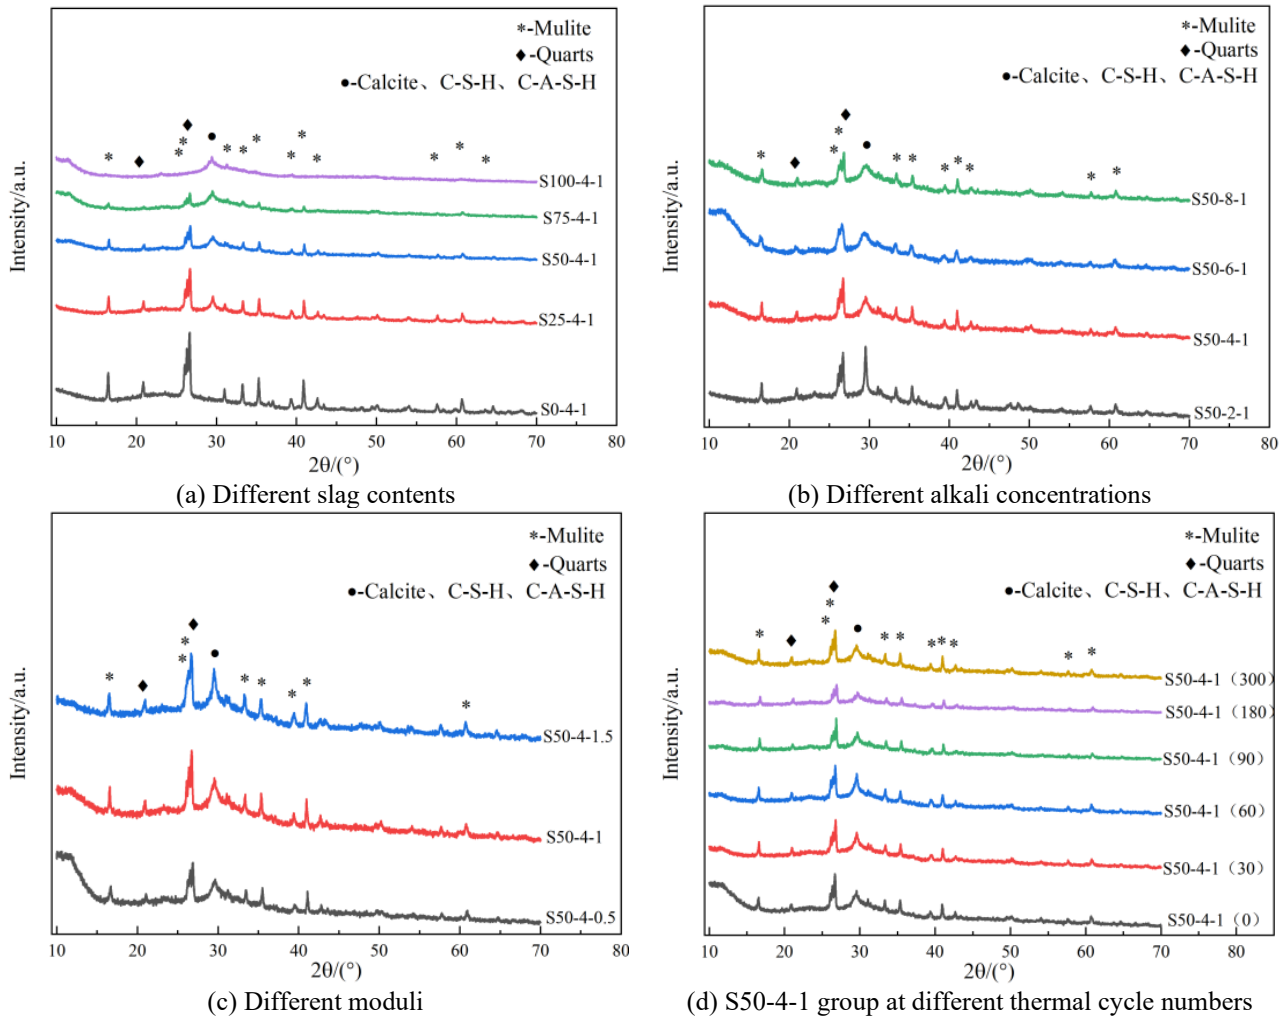 *-Mulite
◆-Quarts
●-Calcite、C-S-H、C-A-S-H
Intensity/a.u.
S100-4-1
S75-4-1
S50-4-1
S25-4-1
S0-4-1
10 20 30 40 50 60 70 80
2θ/(°)
(a) Different slag contents
*-Mulite
◆-Quarts
●-Calcite、C-S-H、C-A-S-H
Intensity/a.u.
S50-8-1
S50-6-1
S50-4-1
S50-2-1
10 20 30 40 50 60 70 80
2θ/(°)
(b) Different alkali concentrations
*-Mulite
◆-Quarts
●-Calcite、C-S-H、C-A-S-H
Intensity/a.u.
S50-4-1.5
S50-4-1
S50-4-0.5
10 20 30 40 50 60 70 80
2θ/(°)
(c) Different moduli
*-Mulite
◆-Quarts
●-Calcite、C-S-H、C-A-S-H
Intensity/a.u.
S50-4-1（300）
S50-4-1（180）
S50-4-1（90）
S50-4-1（60）
S50-4-1（30）
S50-4-1（0）
10 20 30 40 50 60 70 80
2θ/(°)
(d) S50-4-1 group at different thermal cycle numbers